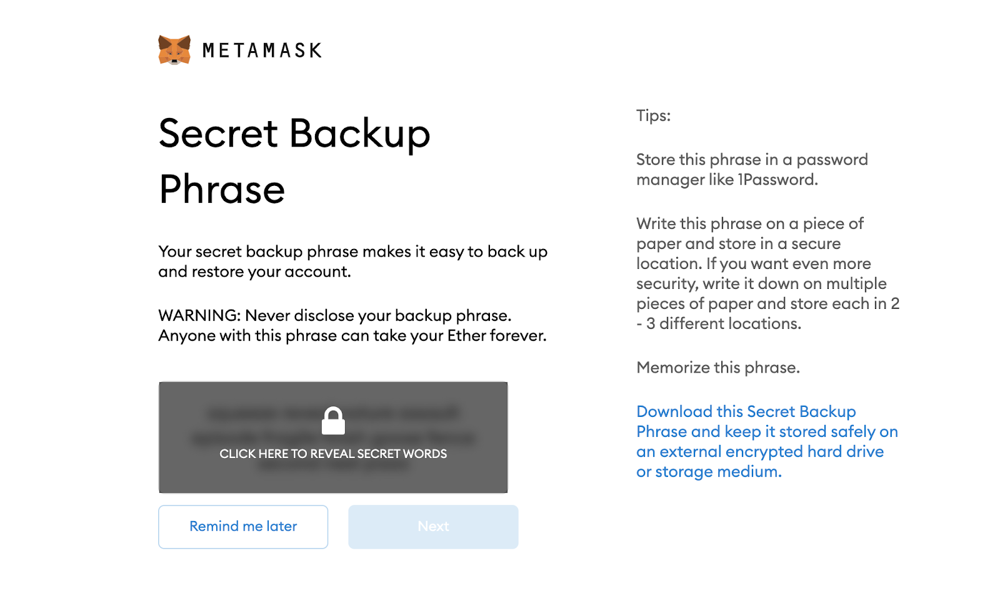 METAMASK
Secret Backup
Phrase
Your secret backup phrase makes it easy to back up
and restore your account.
WARNING: Never disclose your backup phrase.
Anyone with this phrase can take your Ether forever.
CLICK HERE TO REVEAL SECRET WORDS
Remind me later
Next
Tips:
Store this phrase in a password
manager like 1Password.
Write this phrase on a piece of
paper and store in a secure
location. If you want even more
security, write it down on multiple
pieces of paper and store each in 2
- 3 different locations.
Memorize this phrase.
Download this Secret Backup
Phrase and keep it stored safely on
an external encrypted hard drive
or storage medium.